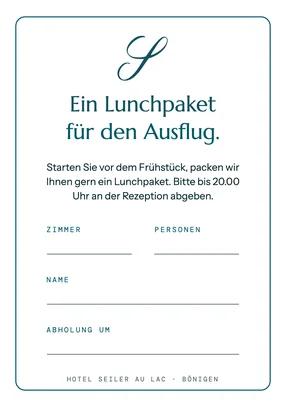 S
Ein Lunchpaket
für den Ausflug.
Starten Sie vor dem Frühstück, packen wir
Ihnen gern ein Lunchpaket. Bitte bis 20.00
Uhr an der Rezeption abgeben.
ZIMMER PERSONEN
NAME
ABHOLUNG UM
HOTEL SEILER AU LAC · BÖNIGEN